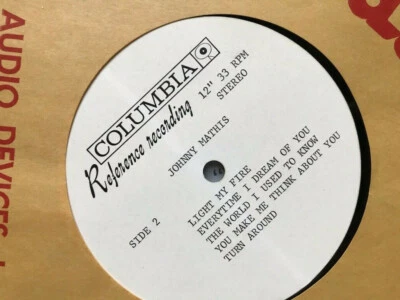 COLUMBIA
Reference recording
12" 33 RPM
STEREO
JOHNNY MATHIS
SIDE 2
LIGHT MY FIRE
EVERYTIME I DREAM OF YOU
THE WORLD I USED TO KNOW
YOU MAKE ME THINK ABOUT YOU
TURN AROUND
AUDIO DEVICES